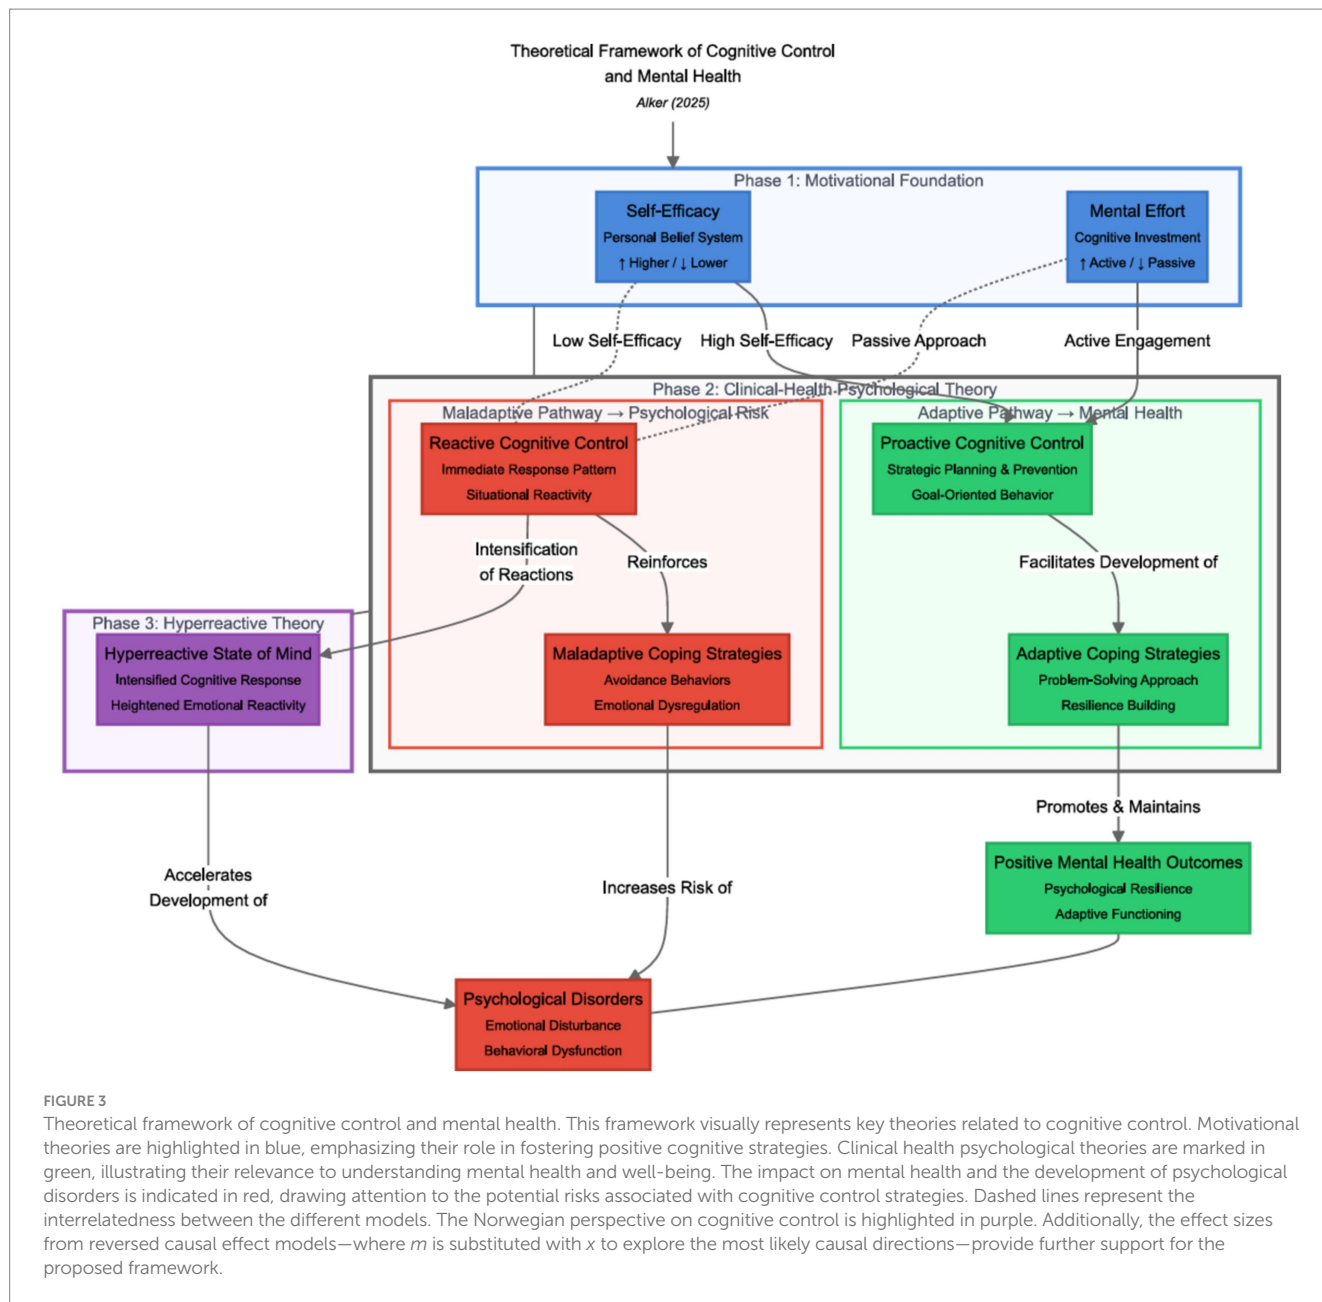 Theoretical Framework of Cognitive Control
and Mental Health
Alker (2025)
Phase 1: Motivational Foundation
Self-Efficacy
Personal Belief System
↑ Higher / ↓ Lower
Mental Effort
Cognitive Investment
↑ Active / ↓ Passive
Low Self-Efficacy
High Self-Efficacy
Passive Approach
Active Engagement
Phase 2: Clinical-Health Psychological Theory
Maladaptive Pathway → Psychological Risk
Adaptive Pathway → Mental Health
Reactive Cognitive Control
Immediate Response Pattern
Situational Reactivity
Proactive Cognitive Control
Strategic Planning & Prevention
Goal-Oriented Behavior
Intensification
of Reactions
Reinforces
Facilitates Development of
Phase 3: Hyperreactive Theory
Hyperreactive State of Mind
Intensified Cognitive Response
Heightened Emotional Reactivity
Maladaptive Coping Strategies
Avoidance Behaviors
Emotional Dysregulation
Adaptive Coping Strategies
Problem-Solving Approach
Resilience Building
Promotes & Maintains
Accelerates
Development of
Increases Risk of
Positive Mental Health Outcomes
Psychological Resilience
Adaptive Functioning
Psychological Disorders
Emotional Disturbance
Behavioral Dysfunction
FIGURE 3
Theoretical framework of cognitive control and mental health. This framework visually represents key theories related to cognitive control. Motivational
theories are highlighted in blue, emphasizing their role in fostering positive cognitive strategies. Clinical health psychological theories are marked in
green, illustrating their relevance to understanding mental health and well-being. The impact on mental health and the development of psychological
disorders is indicated in red, drawing attention to the potential risks associated with cognitive control strategies. Dashed lines represent the
interrelatedness between the different models. The Norwegian perspective on cognitive control is highlighted in purple. Additionally, the effect sizes
from reversed causal effect models—where m is substituted with x to explore the most likely causal directions—provide further support for the
proposed framework.